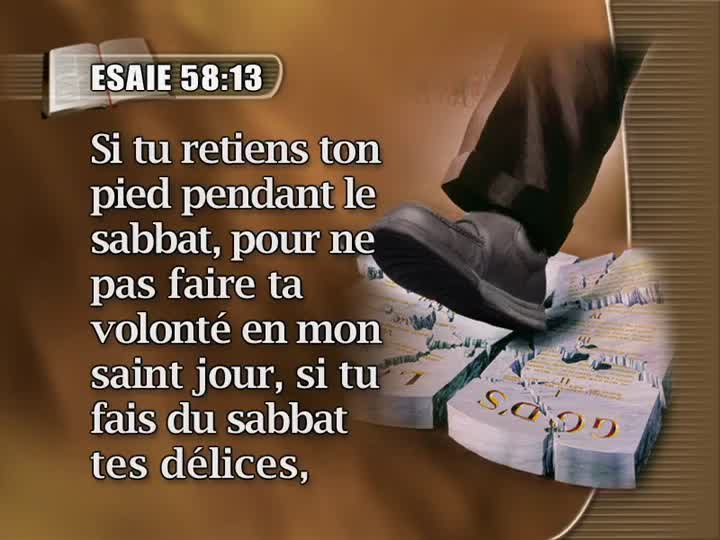 ESAIE 58:13
Si tu retiens ton
pied pendant le
sabbat, pour ne
pas faire ta
volonté en mon
saint jour, si tu
fais du sabbat
tes délices,
GOD'S
L